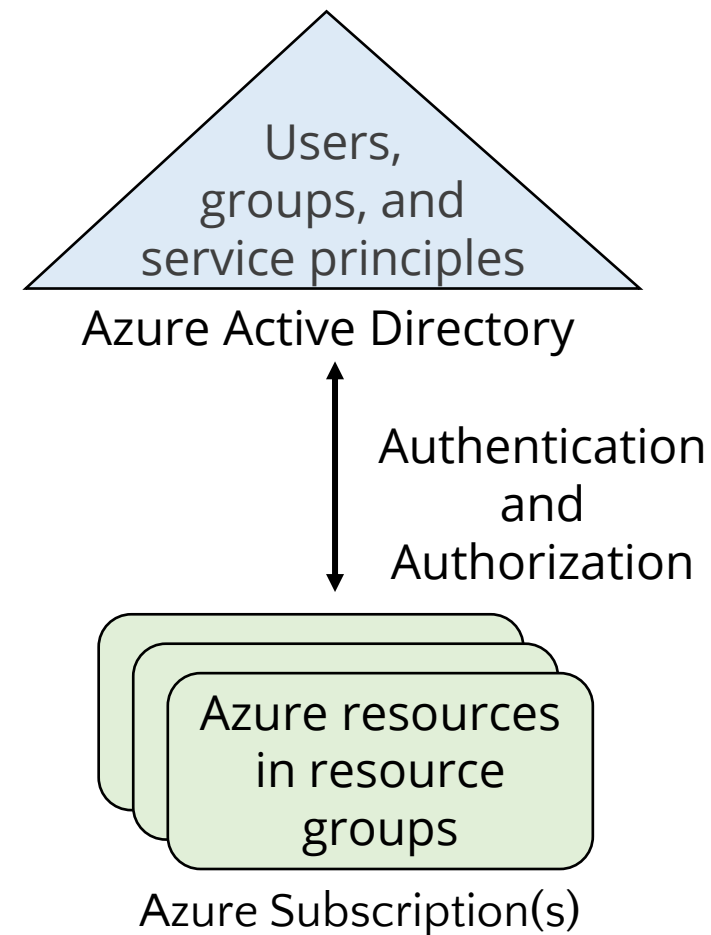 Users,
groups, and
service principles
Azure Active Directory
Authentication
and
Authorization
Azure resources
in resource
groups
Azure Subscription(s)